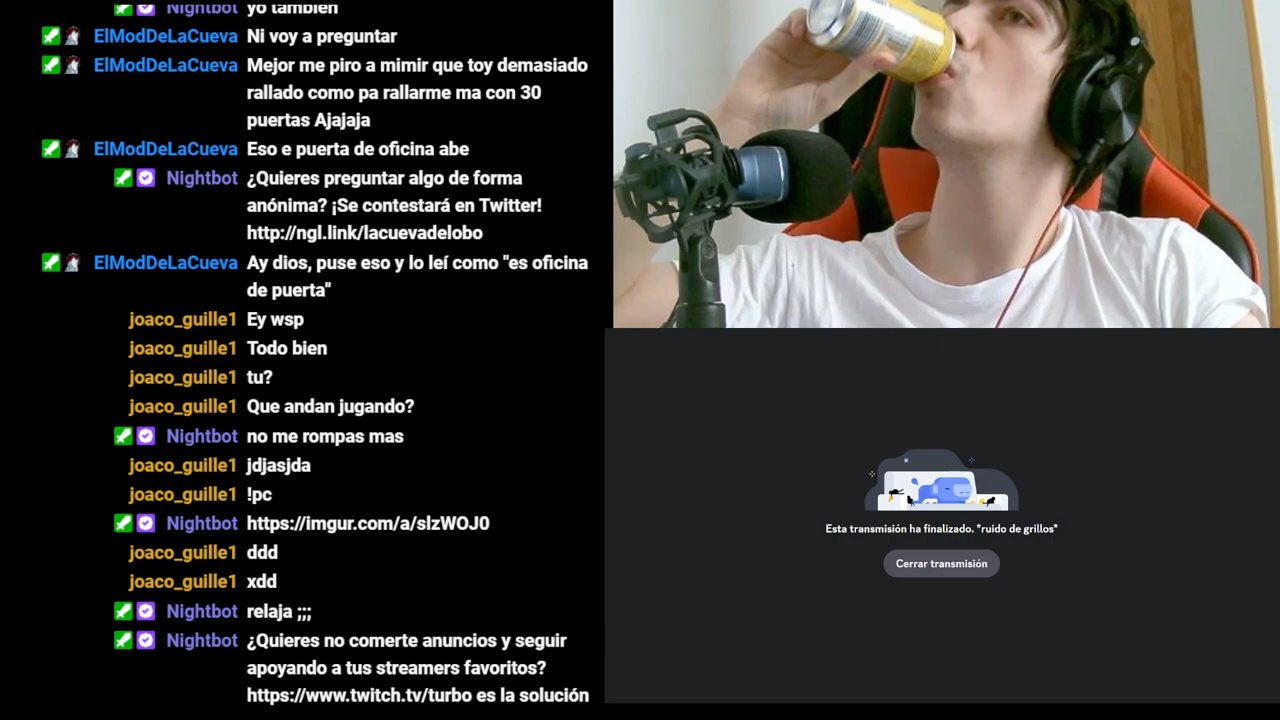 Nightbot yo también
ElModDeLaCueva Ni voy a preguntar
ElModDeLaCueva Mejor me piro a mimir que toy demasiado
rallado como pa rallarme ma con 30
puertas Ajajaja
ElModDeLaCueva Eso e puerta de oficina abe
Nightbot ¿Quieres preguntar algo de forma
anónima? ¡Se contestará en Twitter!
http://ngl.link/lacuevadelobo
ElModDeLaCueva Ay dios, puse eso y lo leí como "es oficina
de puerta"
joaco_guille1 Ey wsp
joaco_guille1 Todo bien
joaco_guille1 tu?
joaco_guille1 Que andan jugando?
Nightbot no me rompas mas
joaco_guille1 jdjasjda
joaco_guille1 !pc
Nightbot https://imgur.com/a/slzWOJ0
joaco_guille1 ddd
joaco_guille1 xdd
Nightbot relaja ;;;
Nightbot ¿Quieres no comerte anuncios y seguir
apoyando a tus streamers favoritos?
https://www.twitch.tv/turbo es la solución
Esta transmisión ha finalizado. *ruido de grillos*
Cerrar transmisión